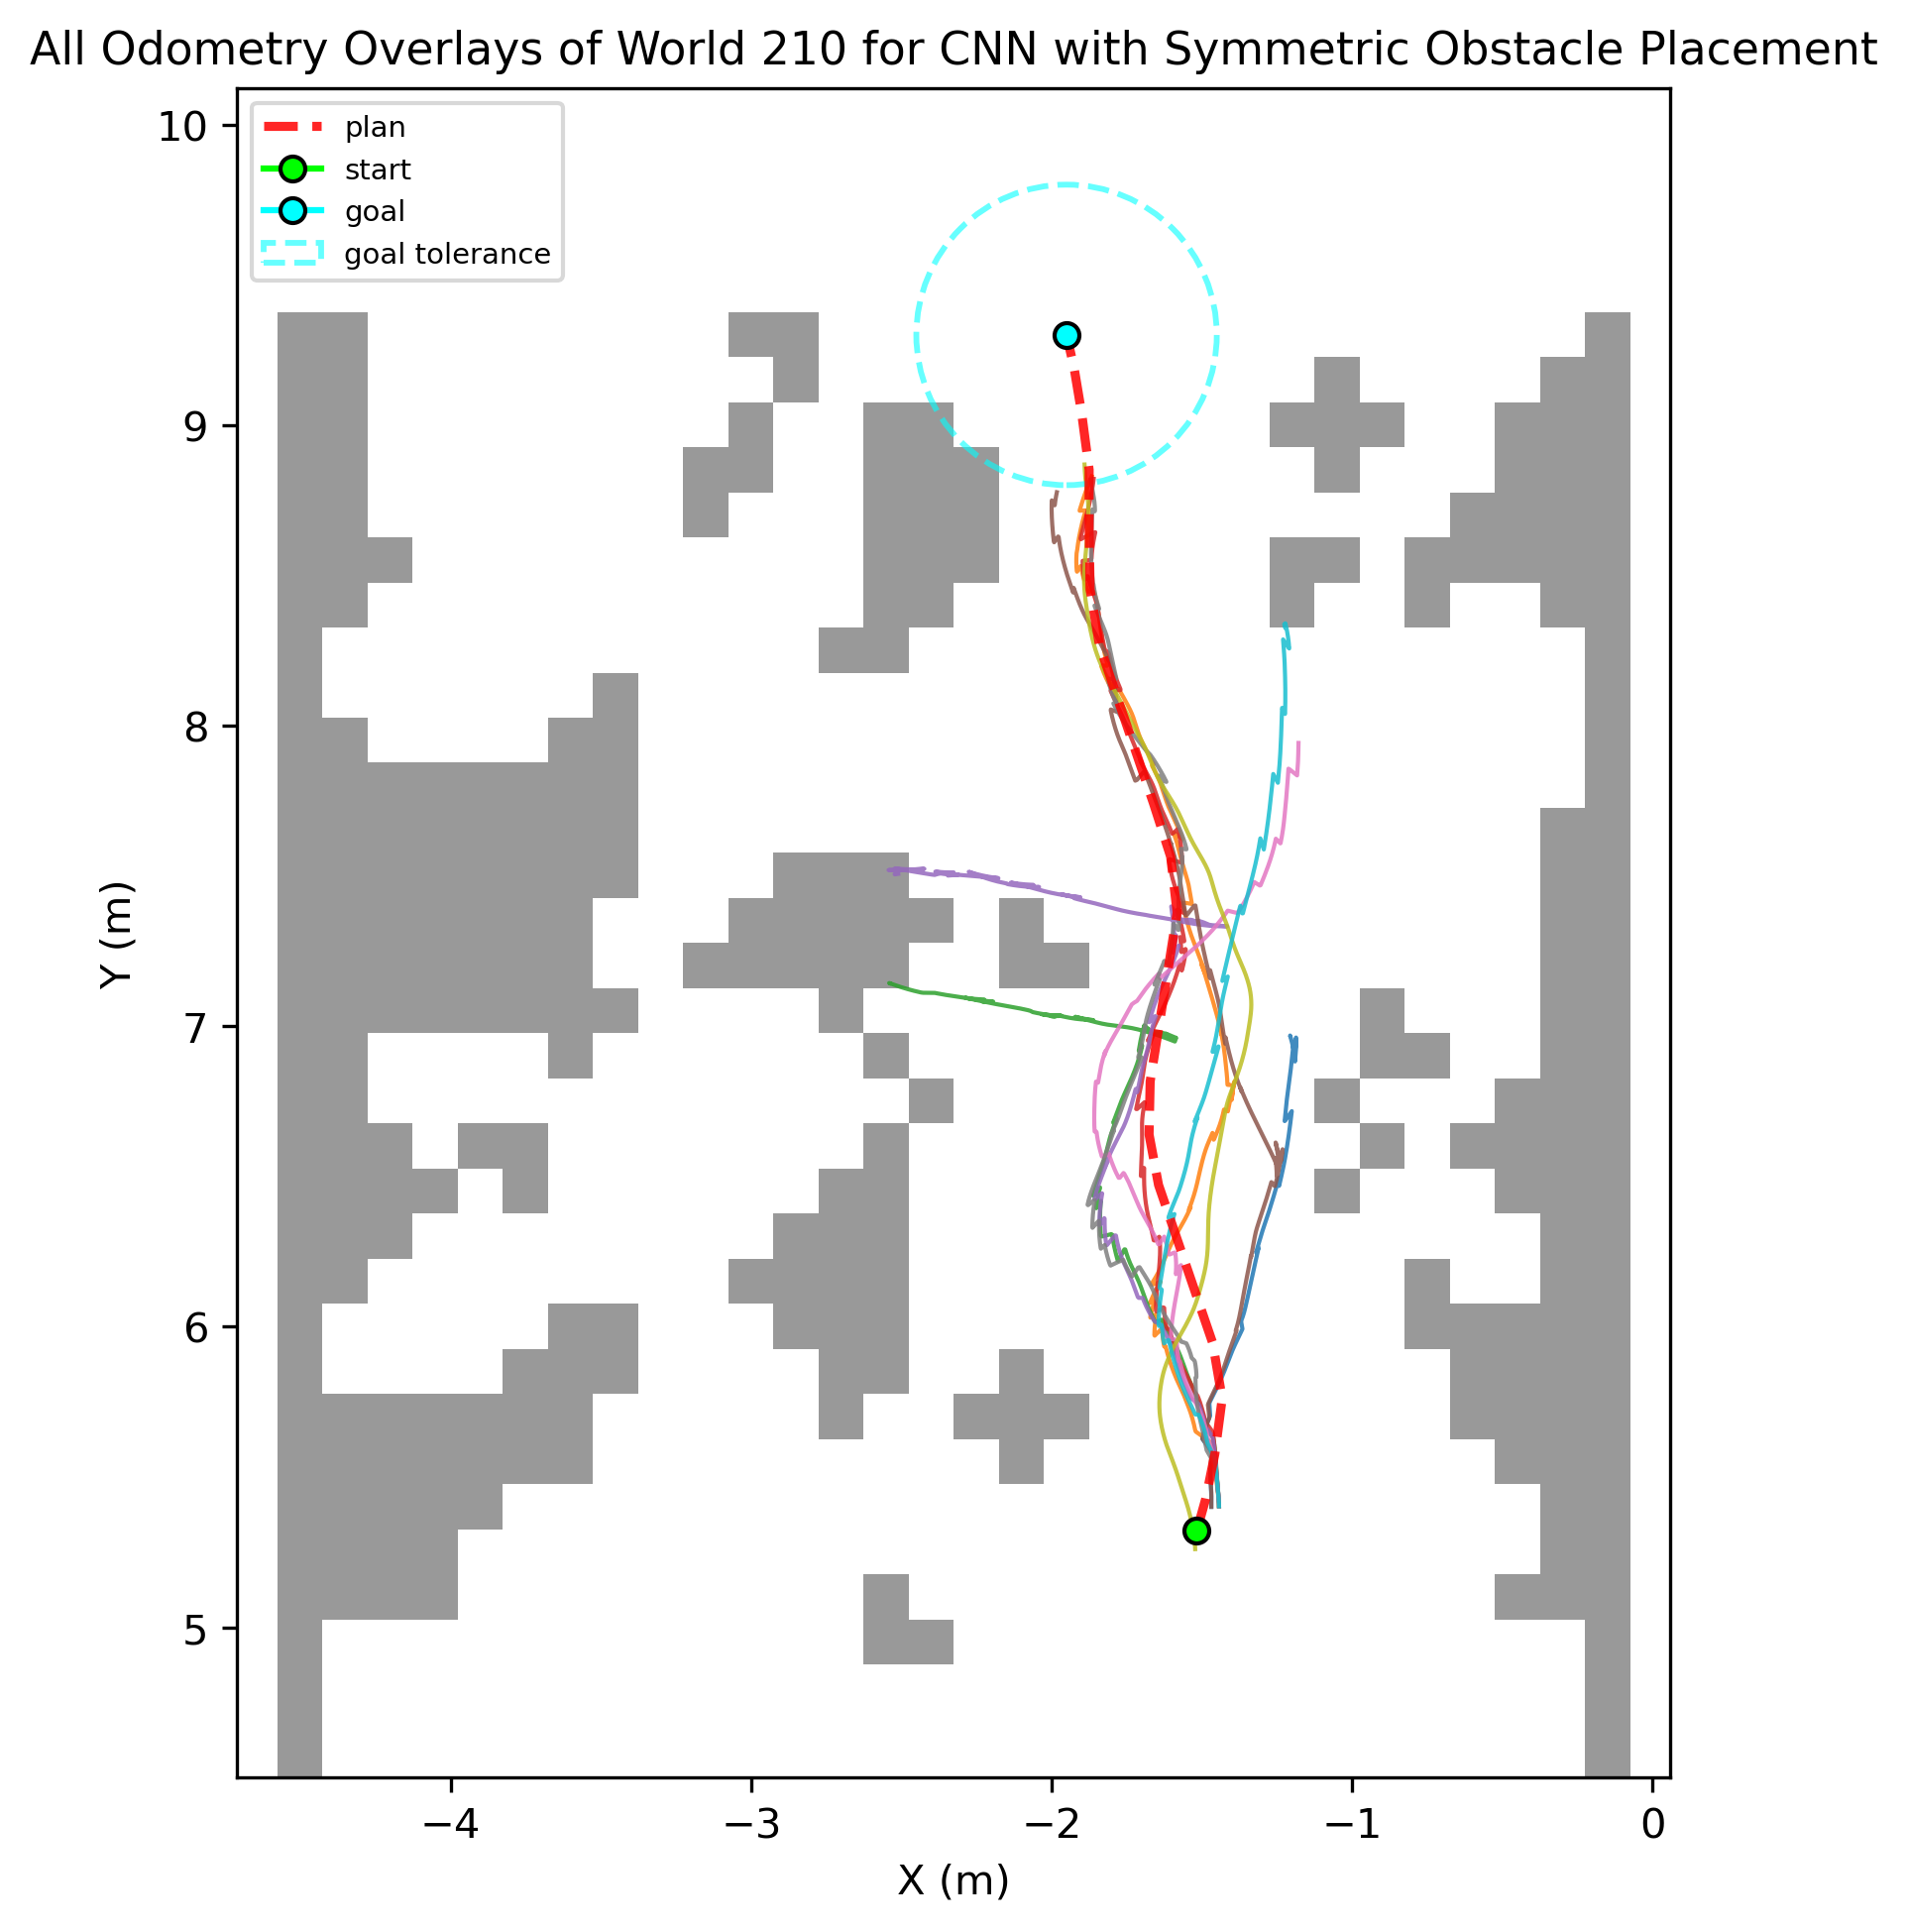 All Odometry Overlays of World 210 for CNN with Symmetric Obstacle Placement
plan
start
goal
goal tolerance
10
9
8
7
6
5
Y (m)
−4
−3
−2
−1
0
X (m)